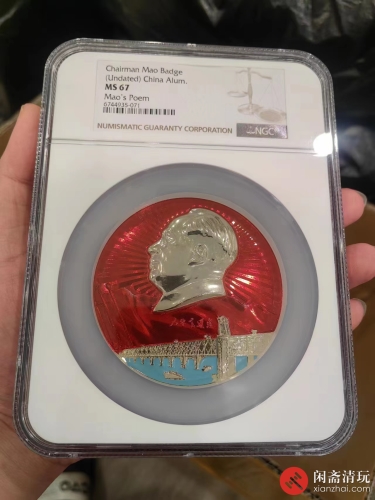 Chairman Mao Badge
(Undated) China Alum.
MS 67
Mao's Poem
6744935-071
NUMISMATIC GUARANTY CORPORATION
NGC
闲斋清玩
xianzhai.com